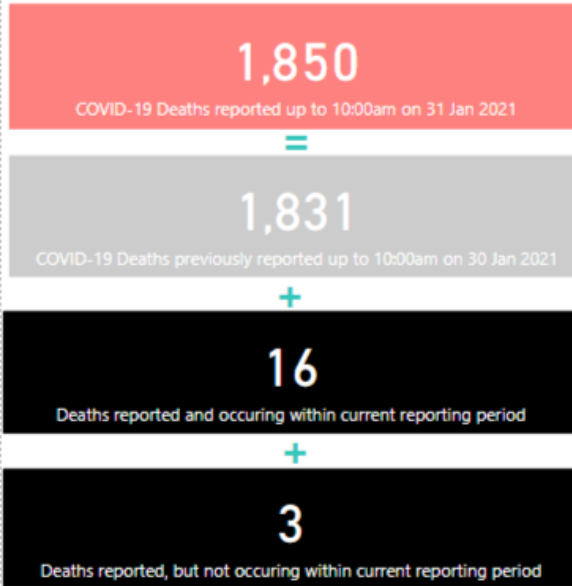 1,850
COVID-19 Deaths reported up to 10:00am on 31 Jan 2021
=
1,831
COVID-19 Deaths previously reported up to 10:00am on 30 Jan 2021
+
16
Deaths reported and occuring within current reporting period
+
3
Deaths reported, but not occuring within current reporting period